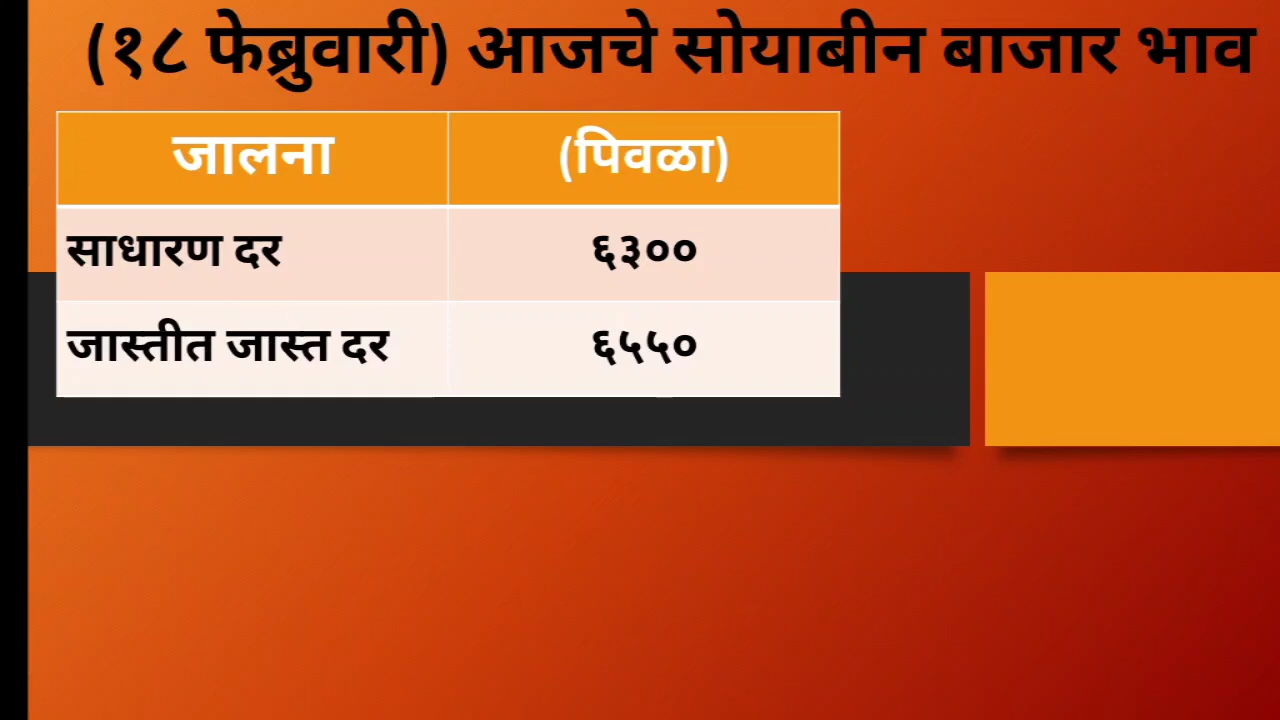 (१८ फेब्रुवारी) आजचे सोयाबीन बाजार भाव
जालना (पिवळा)
साधारण दर ६३००
जास्तीत जास्त दर ६५५०